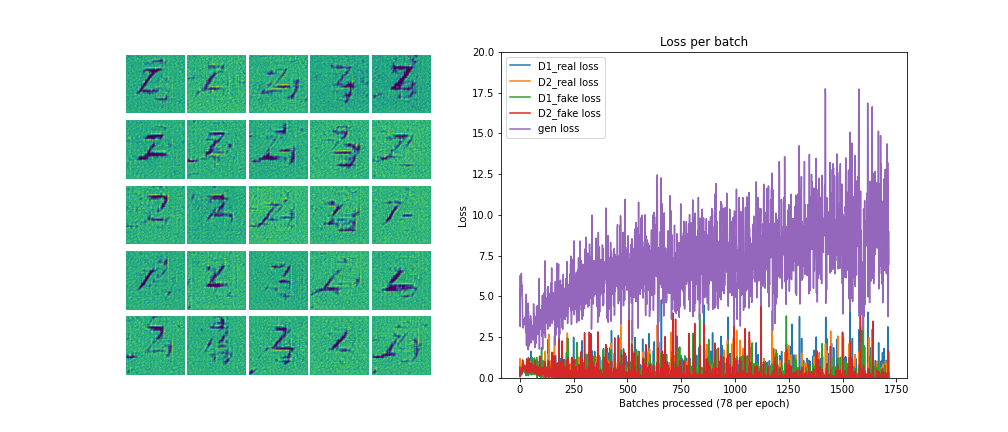 Loss per batch
20.0
17.5
15.0
12.5
10.0
7.5
5.0
2.5
0.0
Loss
D1_real loss
D2_real loss
D1_fake loss
D2_fake loss
gen loss
0 250 500 750 1000 1250 1500 1750
Batches processed (78 per epoch)